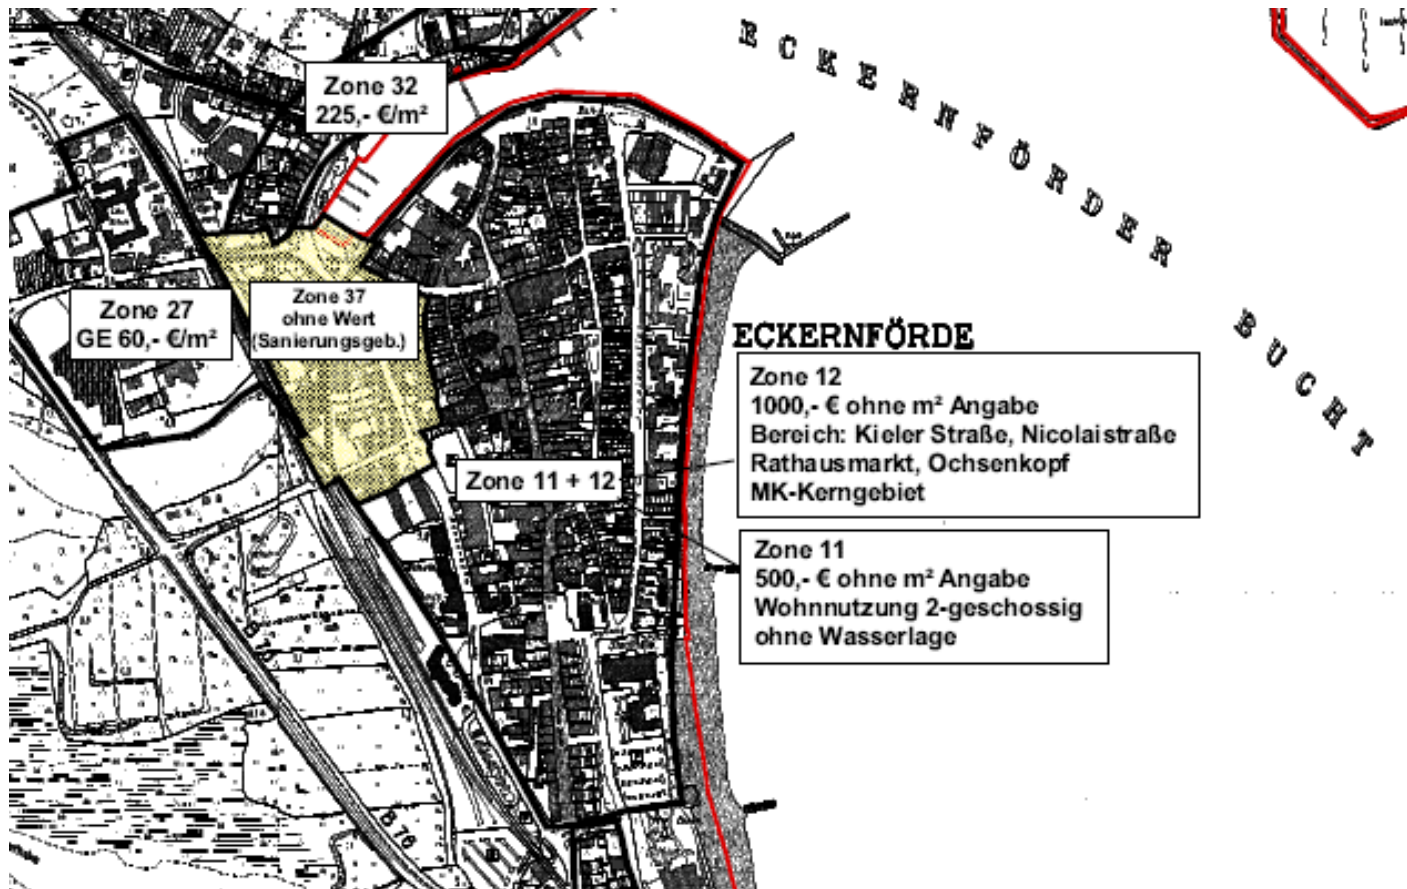 ECKERNFÖRDER
BUCHT
Zone 32
225,- €/m²
Zone 27
GE 60,- €/m²
Zone 37
ohne Wert
(Sanierungsgeb.)
ECKERNFÖRDE
Zone 12
1000,- € ohne m² Angabe
Bereich: Kieler Straße, Nicolaistraße
Rathausmarkt, Ochsenkopf
MK-Kerngebiet
Zone 11 + 12
Zone 11
500,- € ohne m² Angabe
Wohnnutzung 2-geschossig
ohne Wasserlage
B 76